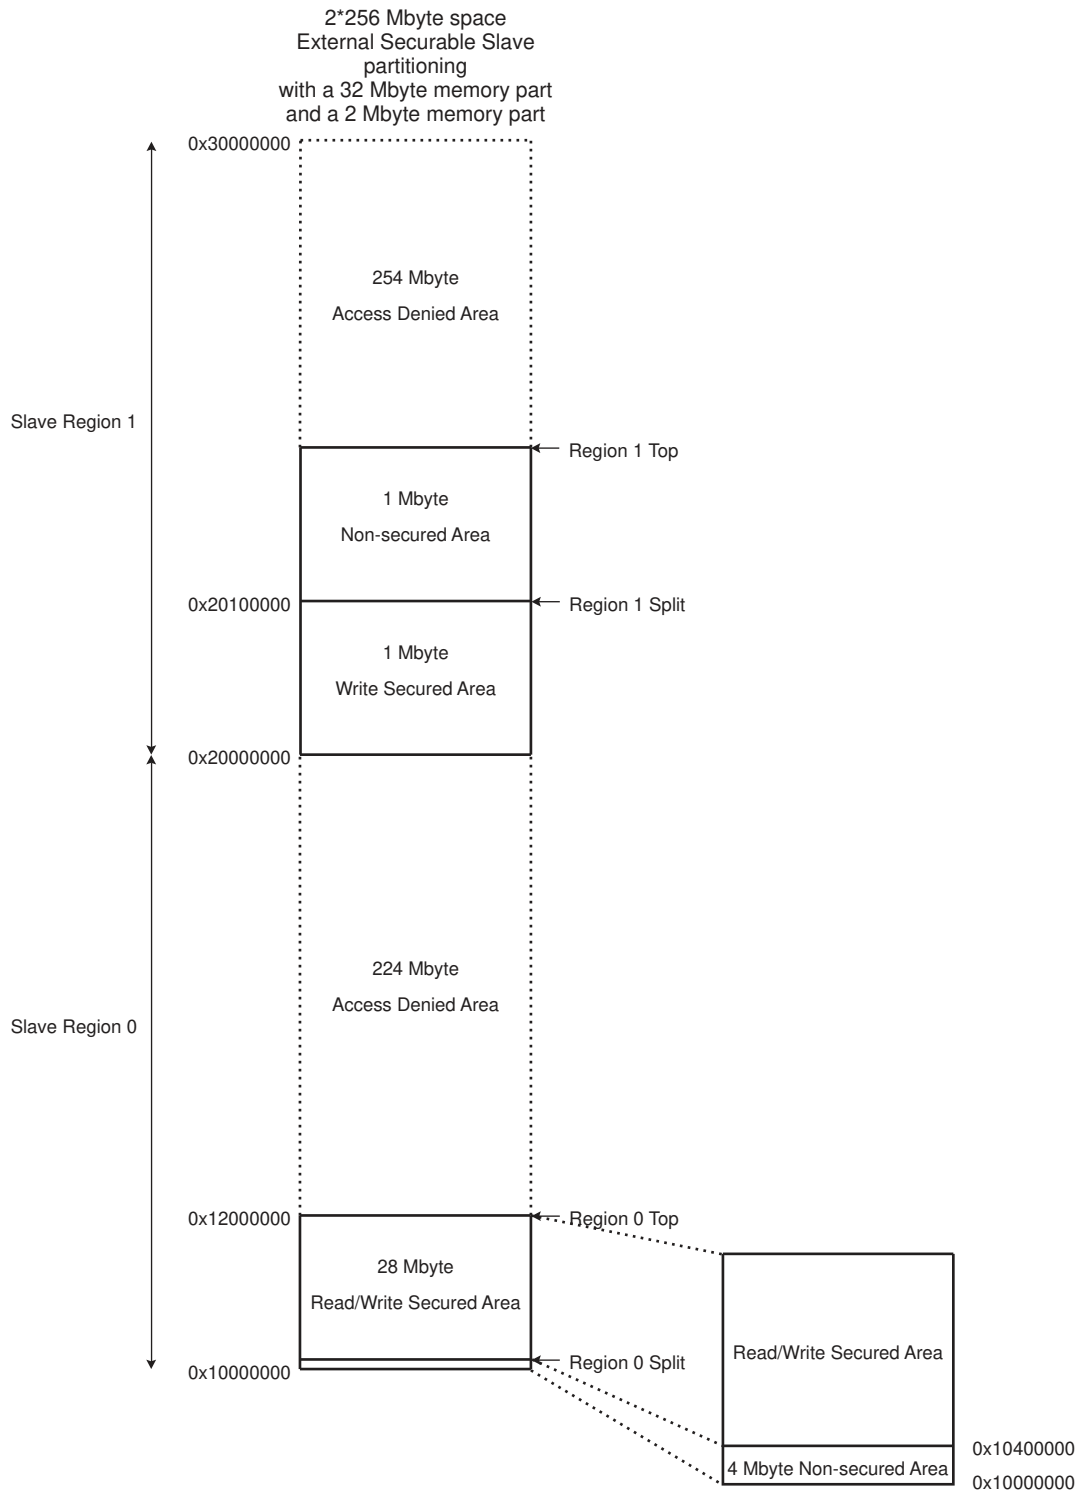 2*256 Mbyte space
External Securable Slave
partitioning
with a 32 Mbyte memory part
and a 2 Mbyte memory part
0x30000000
254 Mbyte
Access Denied Area
Slave Region 1
Region 1 Top
1 Mbyte
Non-secured Area
0x20100000
Region 1 Split
1 Mbyte
Write Secured Area
0x20000000
224 Mbyte
Access Denied Area
Slave Region 0
0x12000000
Region 0 Top
28 Mbyte
Read/Write Secured Area
Region 0 Split
0x10000000
Read/Write Secured Area
0x10400000
4 Mbyte Non-secured Area
0x10000000